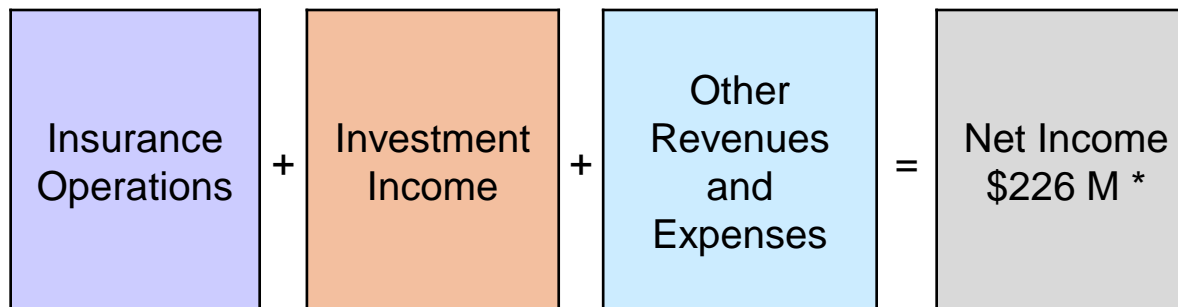 Insurance
Operations
+
Investment
Income
+
Other
Revenues
and
Expenses
=
Net Income
$226 M *